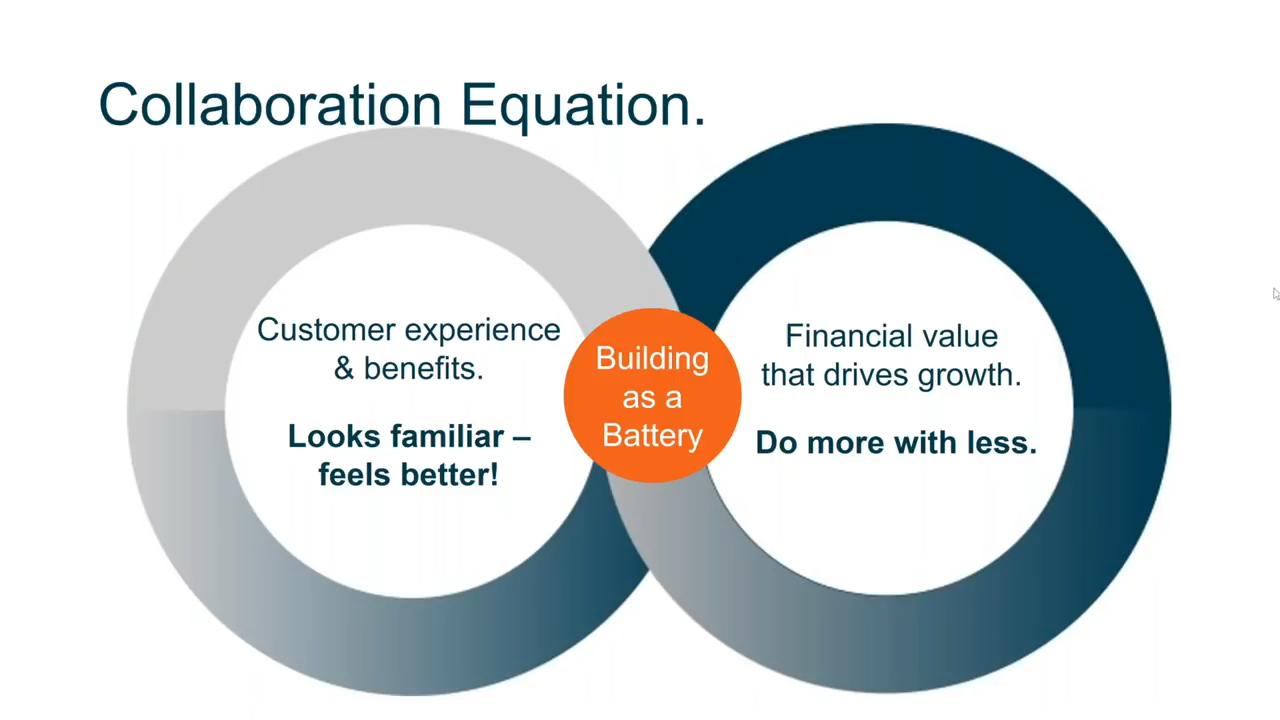 Collaboration Equation.
Customer experience
& benefits.
Looks familiar –
feels better!
Building
as a
Battery
Financial value
that drives growth.
Do more with less.